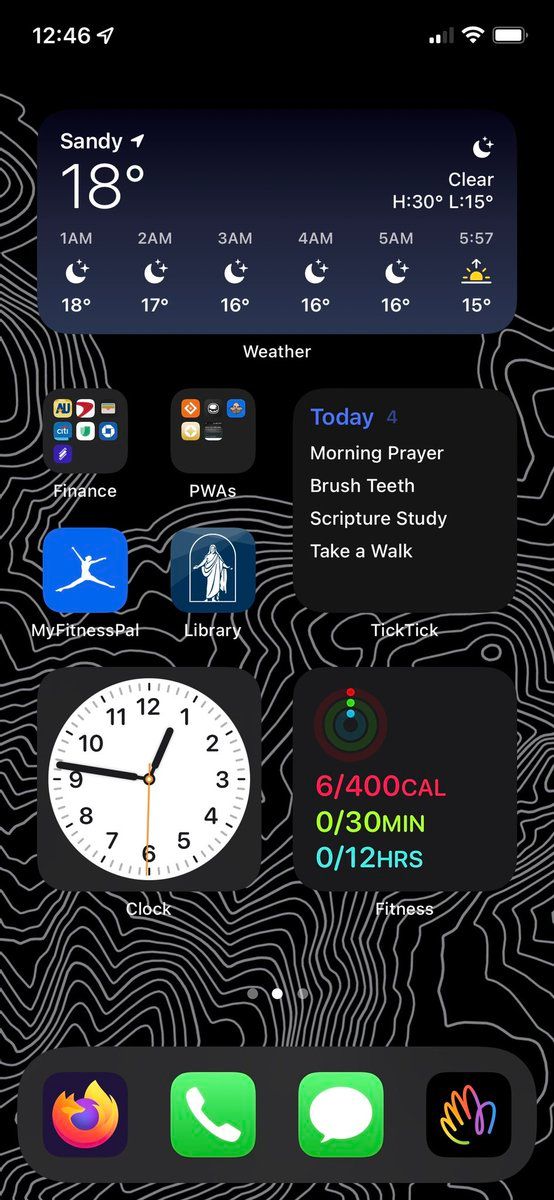 12:46
Sandy
18°
Clear
H:30° L:15°
1AM 2AM 3AM 4AM 5AM 5:57
18° 17° 16° 16° 16° 15°
Weather
AU
citi
Finance
PWAs
Today 4
Morning Prayer
Brush Teeth
Scripture Study
Take a Walk
TickTick
MyFitnessPal
Library
12
11 1
10 2
9 3
8 4
7 5
6
Clock
6/400CAL
0/30MIN
0/12HRS
Fitness